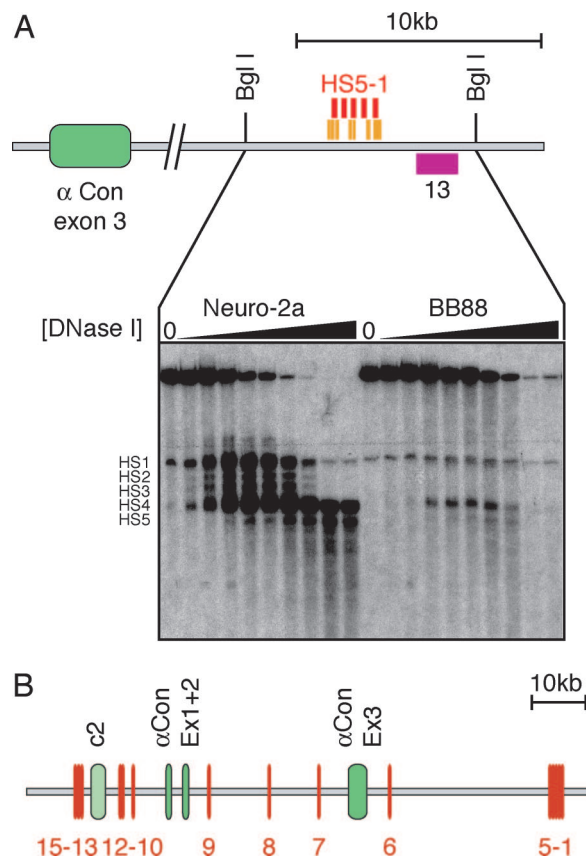 A
10kb
Bgl I
HS5-1
Bgl I
α Con
exon 3
13
[DNase I]
Neuro-2a
BB88
0
0
HS1
HS2
HS3
HS4
HS5
B
10kb
c2
αCon
Ex1+2
αCon
Ex3
15-13
12-10
9
8
7
6
5-1